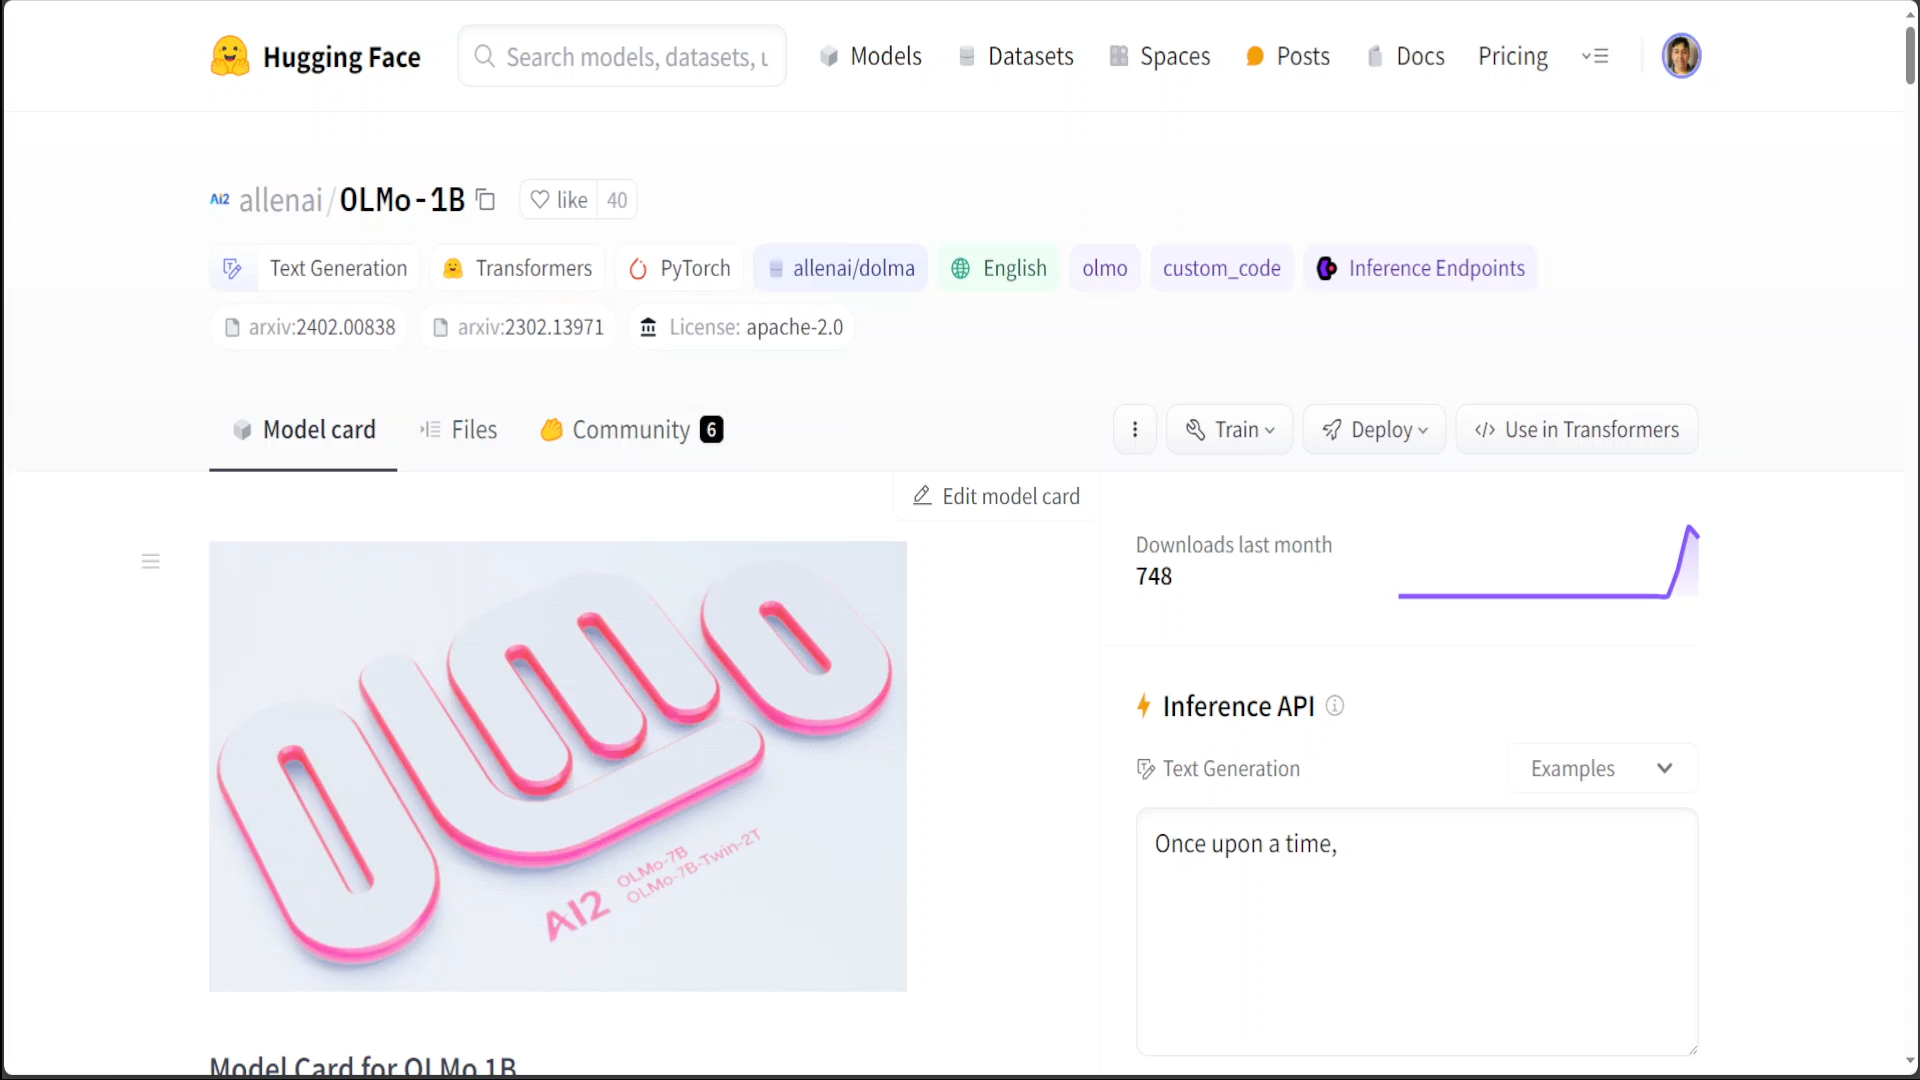 Hugging Face
Search models, datasets, u
Models
Datasets
Spaces
Posts
Docs
Pricing
Ai2 allenai/OLMo-1B
like 40
Text Generation
Transformers
PyTorch
allenai/dolma
English
olmo
custom_code
Inference Endpoints
arxiv:2402.00838
arxiv:2302.13971
License: apache-2.0
Model card
Files
Community 6
Train
Deploy
</> Use in Transformers
Edit model card
OLMO
AI2
OLMo-7B
OLMo-7B-Twin-2T
Downloads last month
748
Inference API
Text Generation
Examples
Once upon a time,
Model Card for OLMo 1B